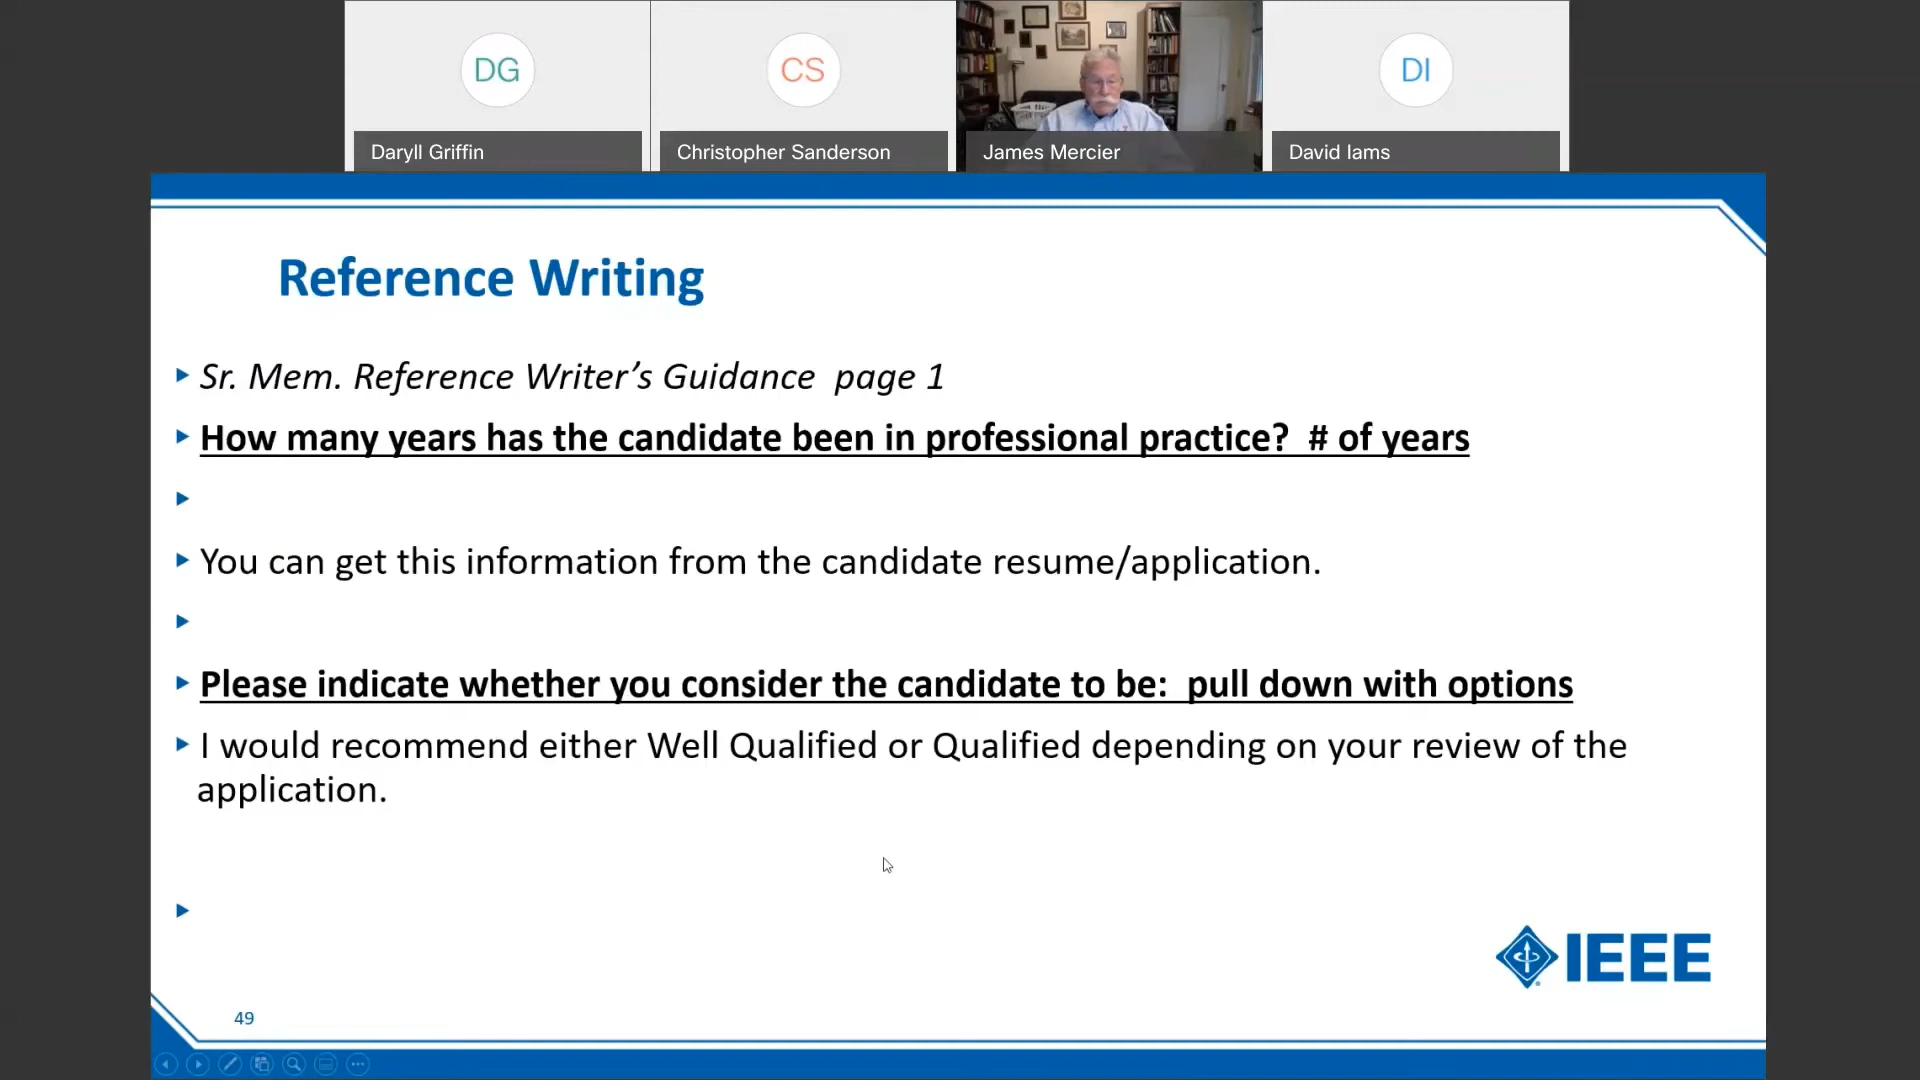 DG
CS
DI
Daryll Griffin
Christopher Sanderson
James Mercier
David Iams
Reference Writing
Sr. Mem. Reference Writer’s Guidance  page 1
How many years has the candidate been in professional practice?  # of years
You can get this information from the candidate resume/application.
Please indicate whether you consider the candidate to be:  pull down with options
I would recommend either Well Qualified or Qualified depending on your review of the
application.
IEEE
49